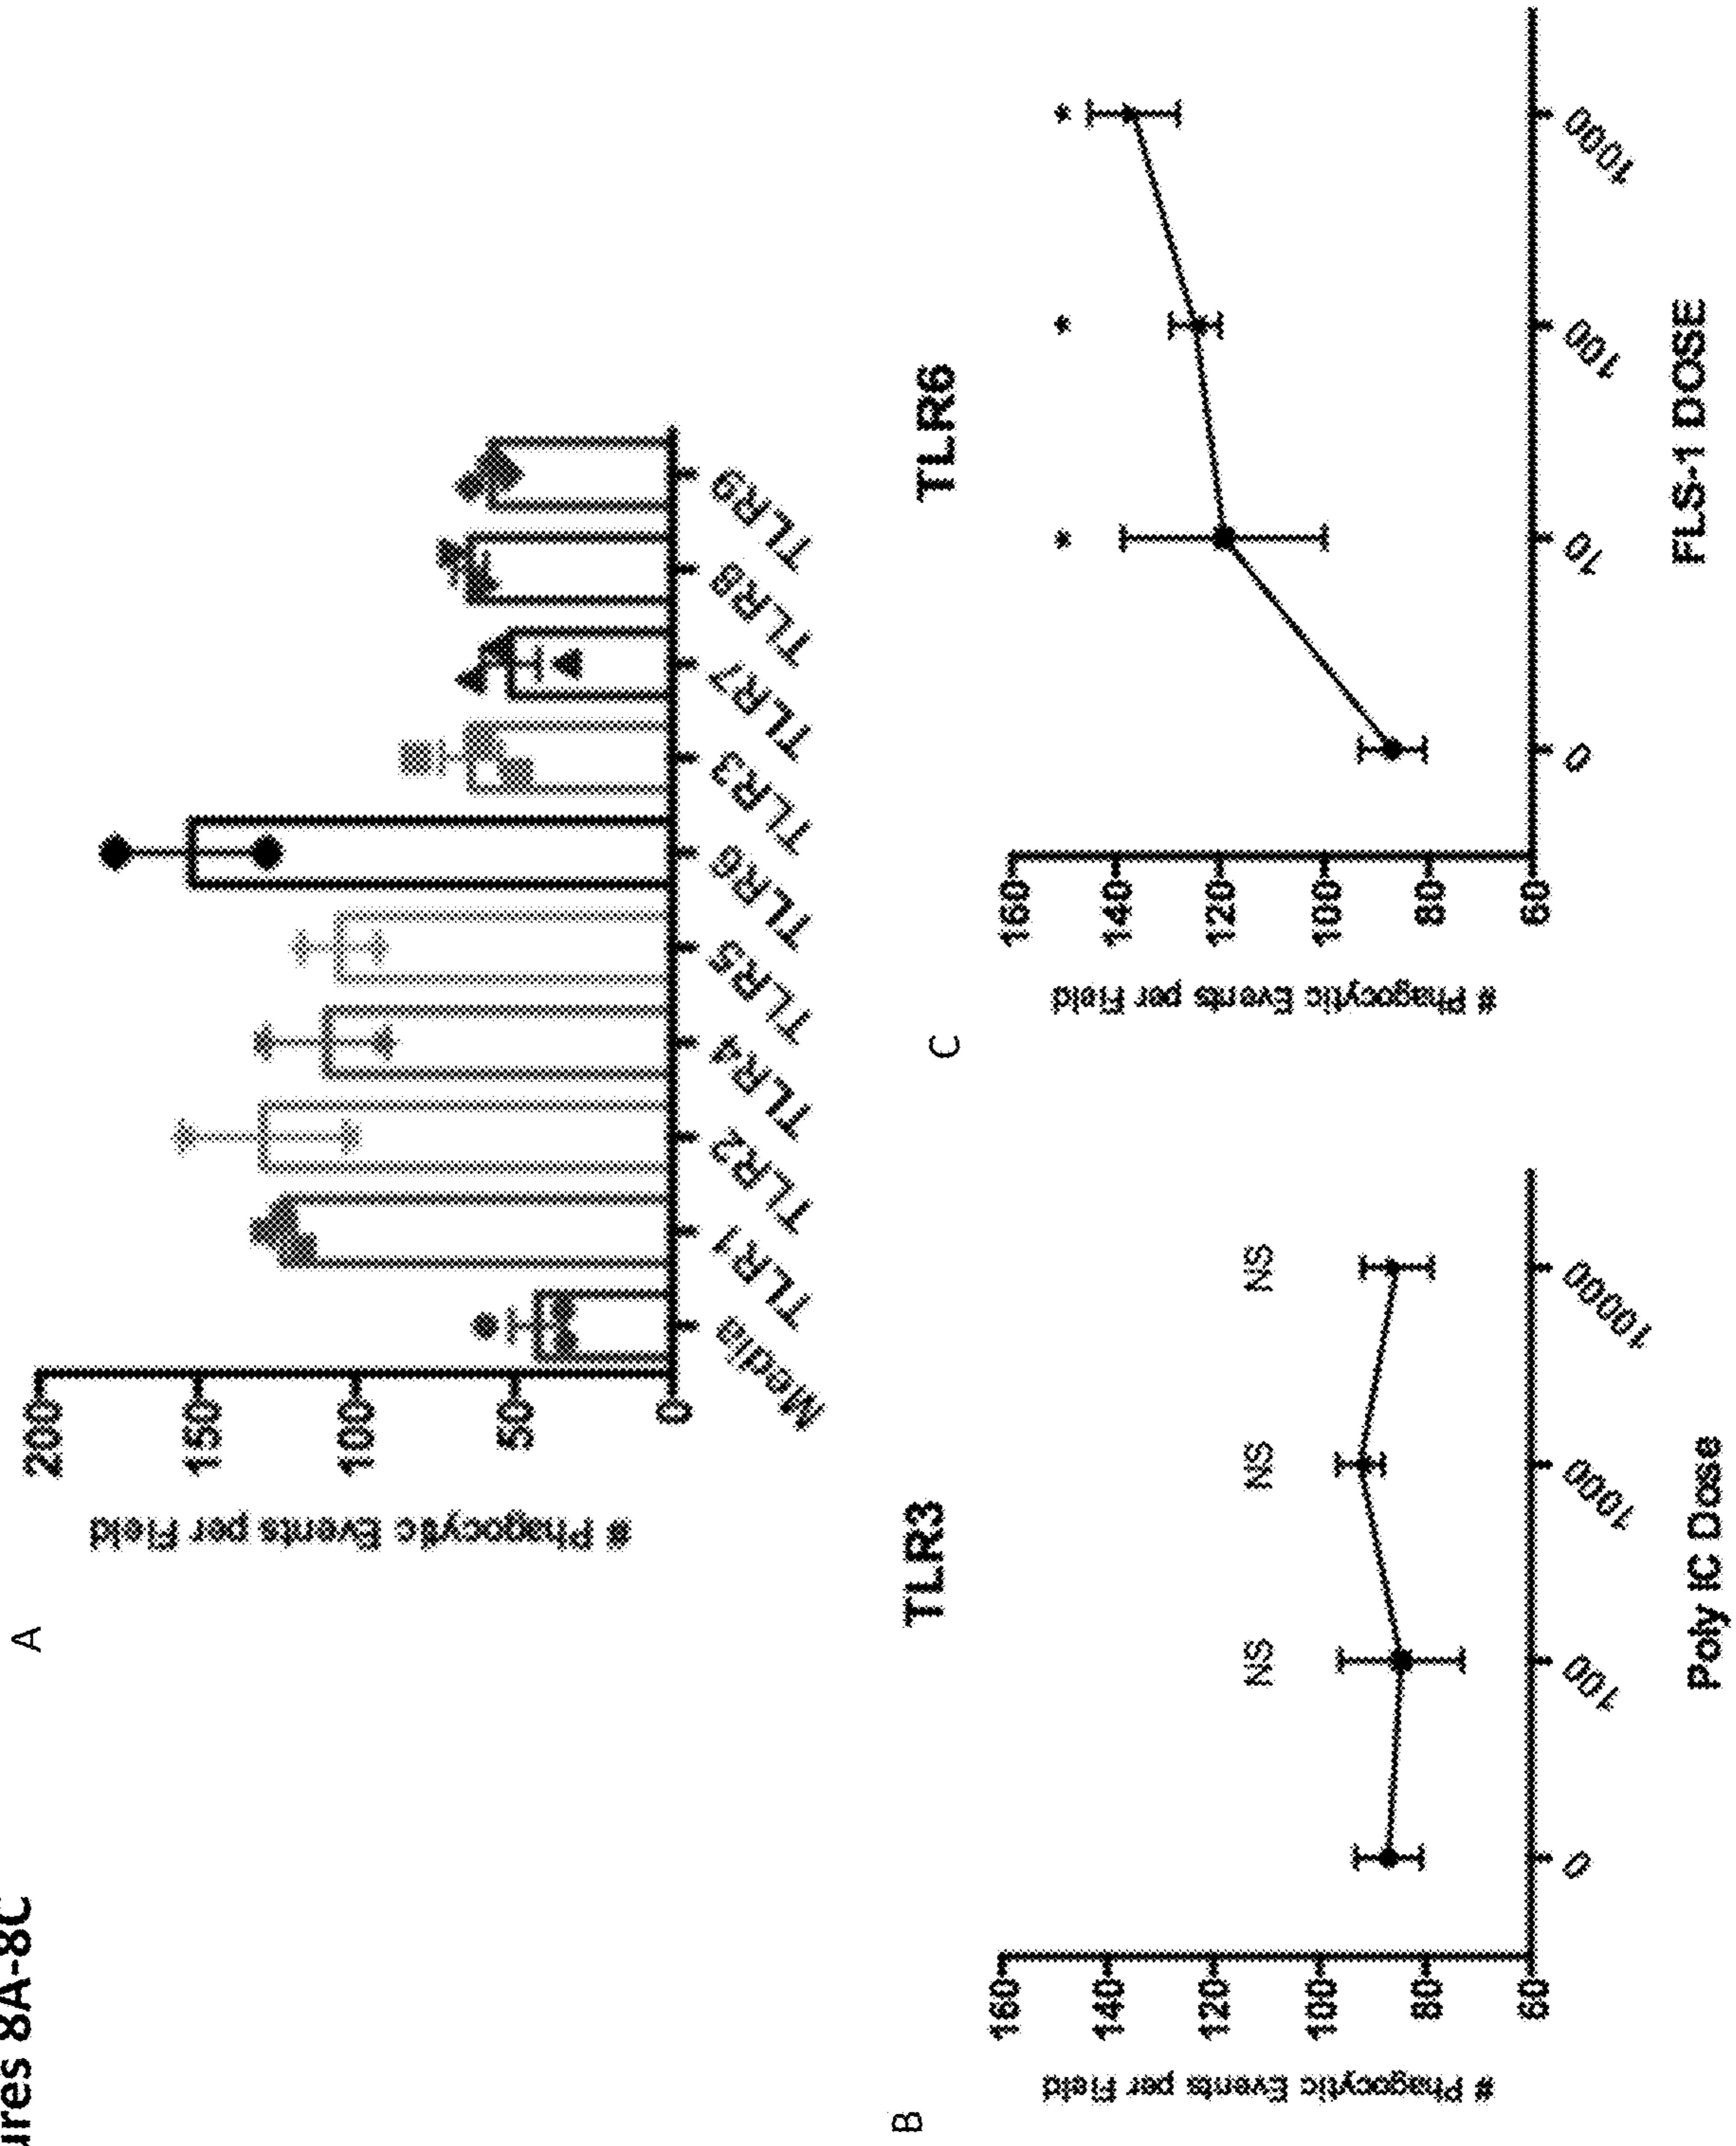 ures 8A-8C
A
# Phagocytic Events per Field
200
150
100
50
0
Media
TLR1
TLR2
TLR4
TLR5
TLR6
TLR3
TLR7
TLR8
TLR9
B
TLR3
# Phagocytic Events per Field
160
140
120
100
80
60
NS
NS
NS
0
100
1000
10000
Poly IC Dose
C
TLR6
# Phagocytic Events per Field
160
140
120
100
80
60
*
*
*
0
10
100
1000
FLS-1 DOSE